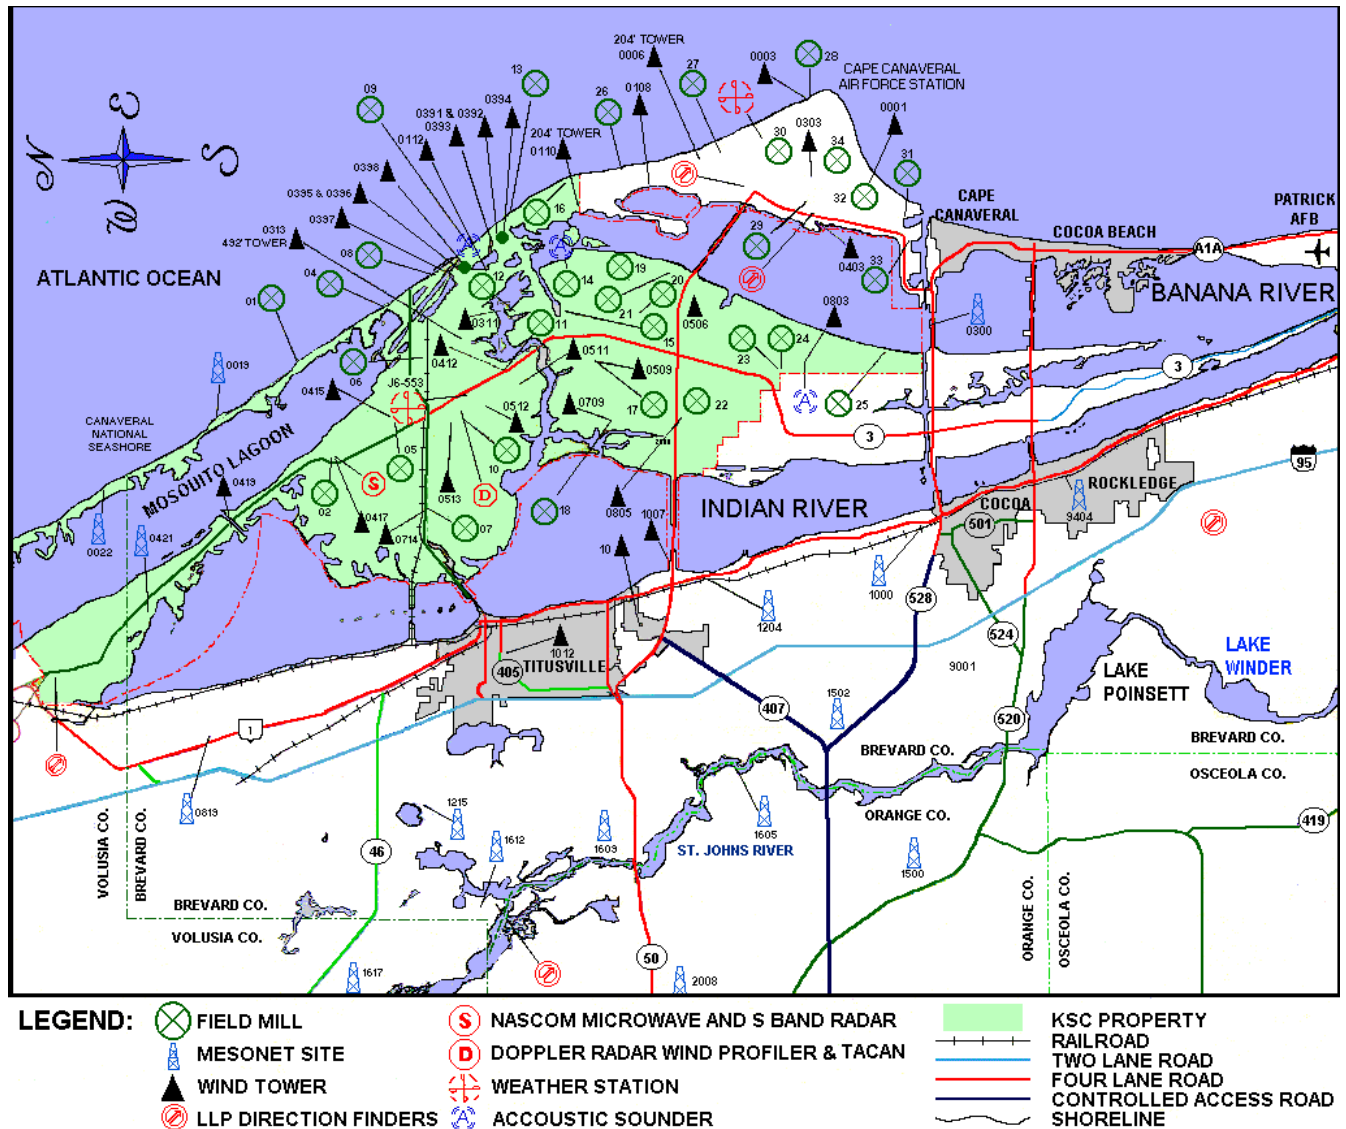 13
09
0391 & 0392
0393
0394
0112
0398
0395 & 0396
0397
0313
492' TOWER
08
04
01
204' TOWER
0110
26
0108
204' TOWER
0006
27
0003
28
CAPE CANAVERAL
AIR FORCE STATION
0001
30
0303
34
31
32
E
N
S
W
ATLANTIC OCEAN
16
A
A
12
14
19
20
21
15
11
0311
29
0403
33
CAPE
CANAVERAL
COCOA BEACH
PATRICK
AFB
A1A
BANANA RIVER
0300
0803
0506
23
24
A
25
3
3
0019
06
0412
J6-553
0415
0511
0509
17
22
0709
0512
10
CANAVERAL
NATIONAL
SEASHORE
MOSQUITO LAGOON
05
S
D
0513
02
0419
0417
0714
07
18
0805
1007
10
0022
0421
INDIAN RIVER
95
ROCKLEDGE
COCOA
501
9404
1000
528
524
1204
1012
TITUSVILLE
405
407
1502
9001
520
LAKE
POINSETT
LAKE
WINDER
1
0819
BREVARD CO.
OSCEOLA CO.
BREVARD CO.
ORANGE CO.
VOLUSIA CO.
BREVARD CO.
1215
1612
1609
1605
ST. JOHNS RIVER
46
1500
419
ORANGE CO.
OSCEOLA CO.
BREVARD CO.
VOLUSIA CO.
1617
50
2008
LEGEND:
FIELD MILL
MESONET SITE
WIND TOWER
LLP DIRECTION FINDERS
S NASCOM MICROWAVE AND S BAND RADAR
D DOPPLER RADAR WIND PROFILER & TACAN
WEATHER STATION
A ACCOUSTIC SOUNDER
KSC PROPERTY
RAILROAD
TWO LANE ROAD
FOUR LANE ROAD
CONTROLLED ACCESS ROAD
SHORELINE